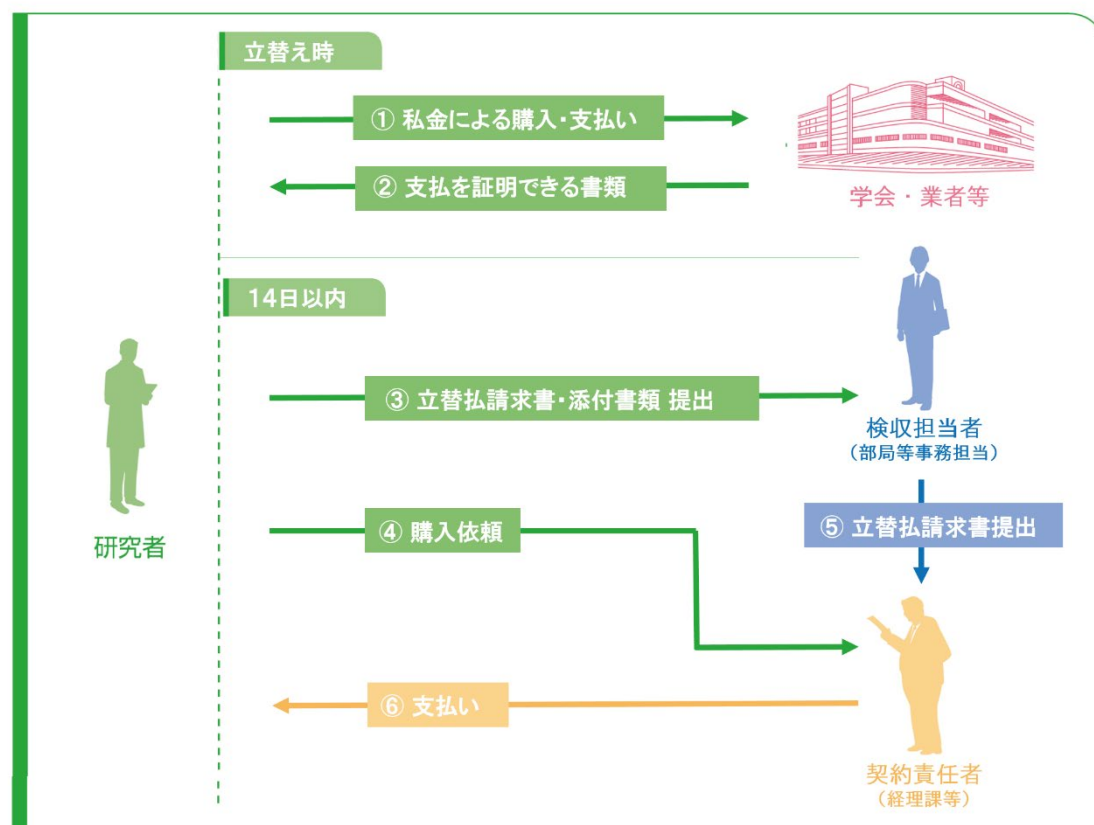 立替え時
① 私金による購入・支払い
② 支払を証明できる書類
学会・業者等
14日以内
③ 立替払請求書・添付書類 提出
検収担当者
（部局等事務担当）
研究者
④ 購入依頼
⑤ 立替払請求書提出
⑥ 支払い
契約責任者
（経理課等）